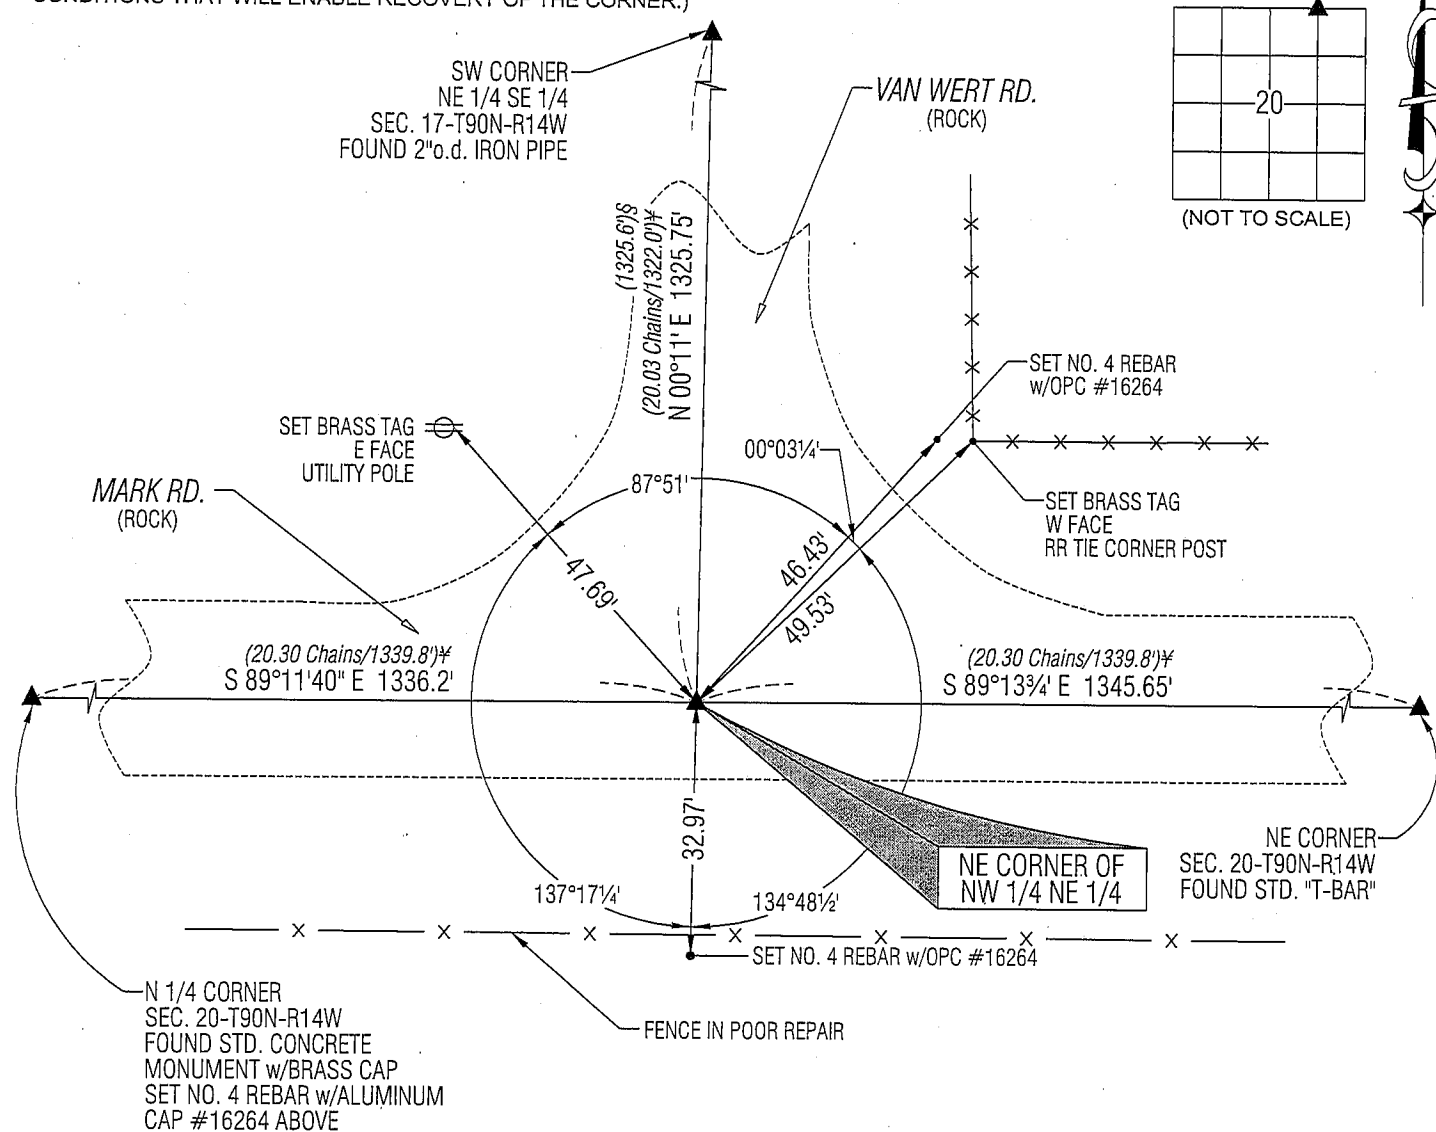 CONDITIONS THAT WILL ENABLE RECOVERY OF THE CORNER.)
SW CORNER
NE 1/4 SE 1/4
SEC. 17-T90N-R14W
FOUND 2"o.d. IRON PIPE
VAN WERT RD.
(ROCK)
20
(NOT TO SCALE)
(1325.6')§
(20.03 Chains/1322.0')¥
N 00°11' E 1325.75'
SET NO. 4 REBAR
w/OPC #16264
SET BRASS TAG
E FACE
UTILITY POLE
00°03¼'
87°51'
MARK RD.
(ROCK)
SET BRASS TAG
W FACE
RR TIE CORNER POST
47.69'
46.43'
49.53'
(20.30 Chains/1339.8')¥
S 89°11'40" E 1336.2'
(20.30 Chains/1339.8')¥
S 89°13¾' E 1345.65'
32.97'
NE CORNER OF
NW 1/4 NE 1/4
NE CORNER
SEC. 20-T90N-R14W
FOUND STD. "T-BAR"
137°17¼'
134°48½'
SET NO. 4 REBAR w/OPC #16264
N 1/4 CORNER
SEC. 20-T90N-R14W
FOUND STD. CONCRETE
MONUMENT w/BRASS CAP
SET NO. 4 REBAR w/ALUMINUM
CAP #16264 ABOVE
FENCE IN POOR REPAIR